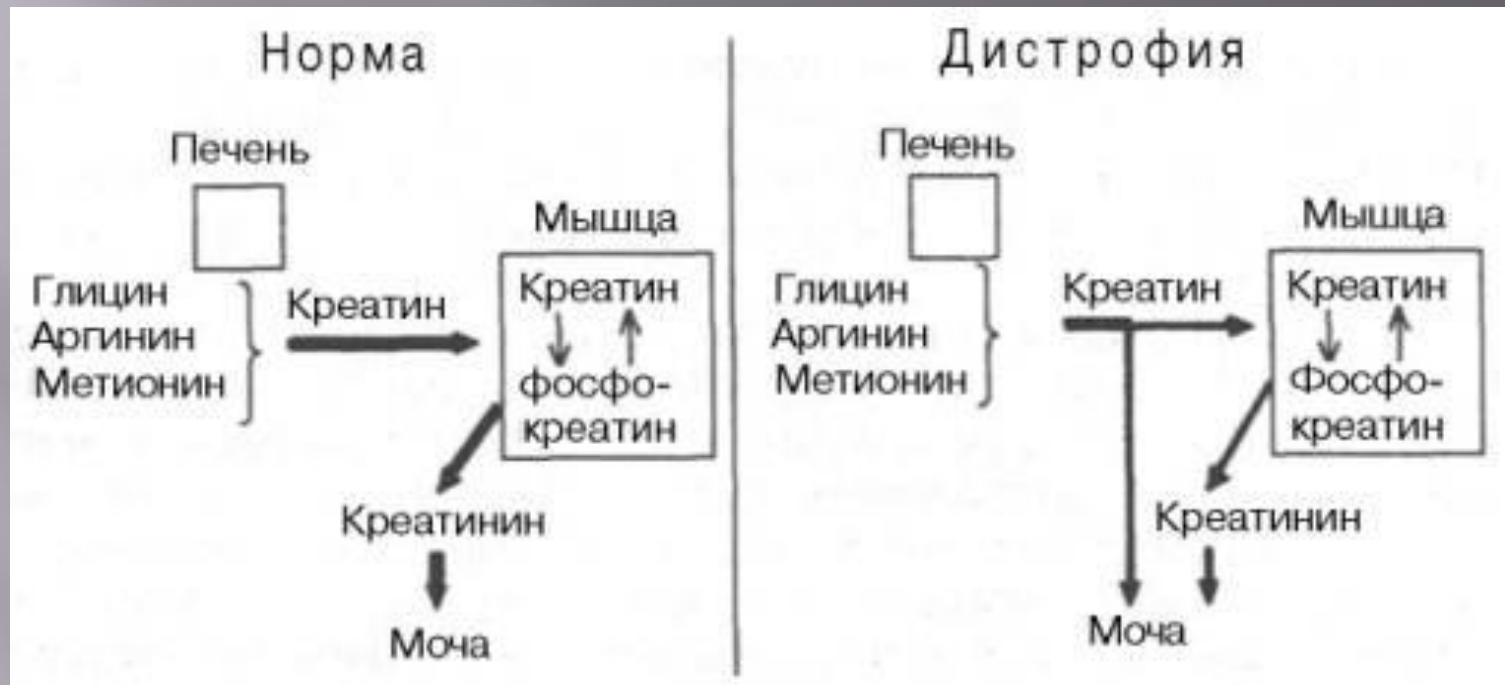 Норма
Печень
Мышца
Глицин
Аргинин
Метионин
Креатин
Креатин
фосфо-
креатин
Креатинин
Моча
Дистрофия
Печень
Мышца
Глицин
Аргинин
Метионин
Креатин
Креатин
Фосфо-
креатин
Креатинин
Моча